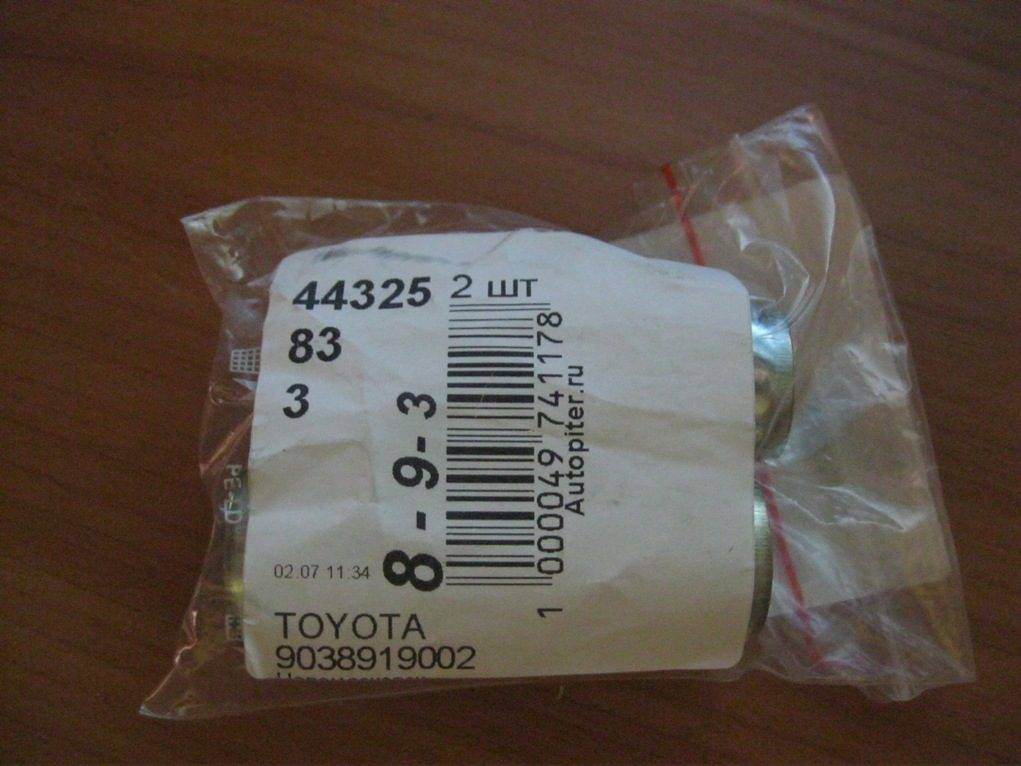 44325 2 шт
83
3
8-9-3
1 000049 741178
Autopiter.ru
02.07 11:34
TOYOTA
9038919002